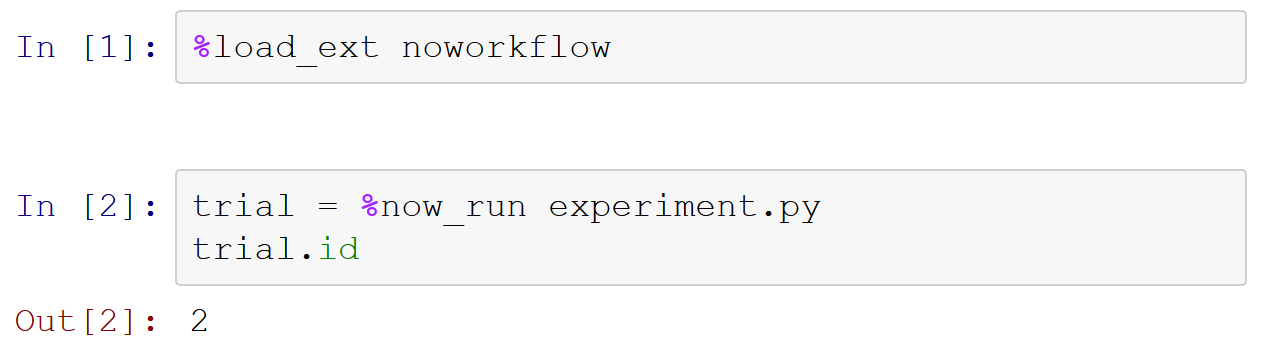 In [1]: %load_ext noworkflow
In [2]: trial = %now_run experiment.py
trial.id
Out[2]: 2